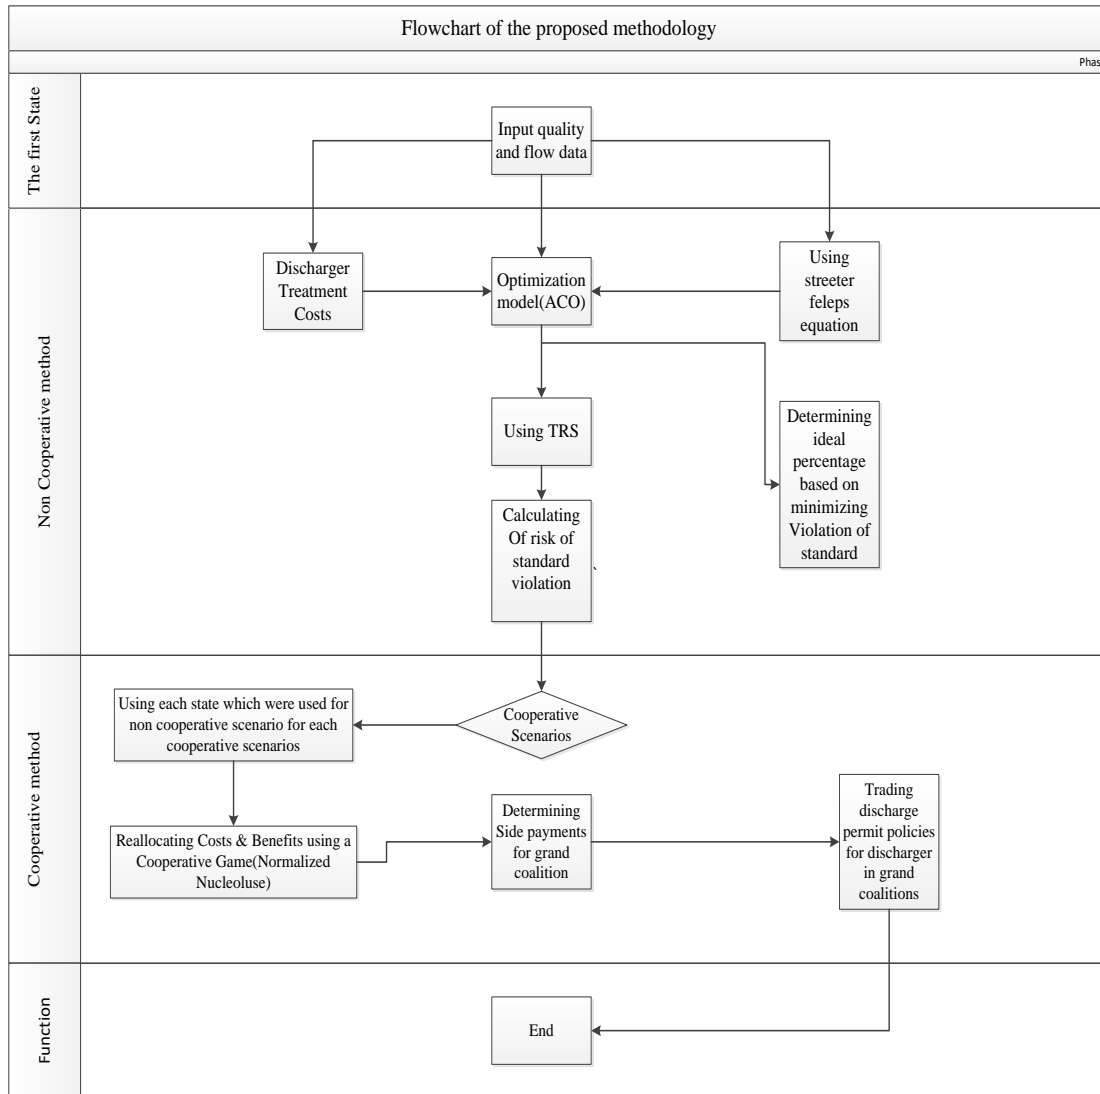 Flowchart of the proposed methodology
Phas
The first State
Input quality
and flow data
Non Cooperative method
Discharger
Treatment
Costs
Optimization
model(ACO)
Using
streeter
feleps
equation
Using TRS
Determining
ideal
percentage
based on
minimizing
Violation of
standard
Calculating
Of risk of
standard
violation
`
Cooperative method
Cooperative
Scenarios
Using each state which were used for
non cooperative scenario for each
cooperative scenarios
Reallocating Costs & Benefits using a
Cooperative Game(Normalized
Nucleoluse)
Determining
Side payments
for grand
coalition
Trading
discharge
permit policies
for discharger
in grand
coalitions
Function
End